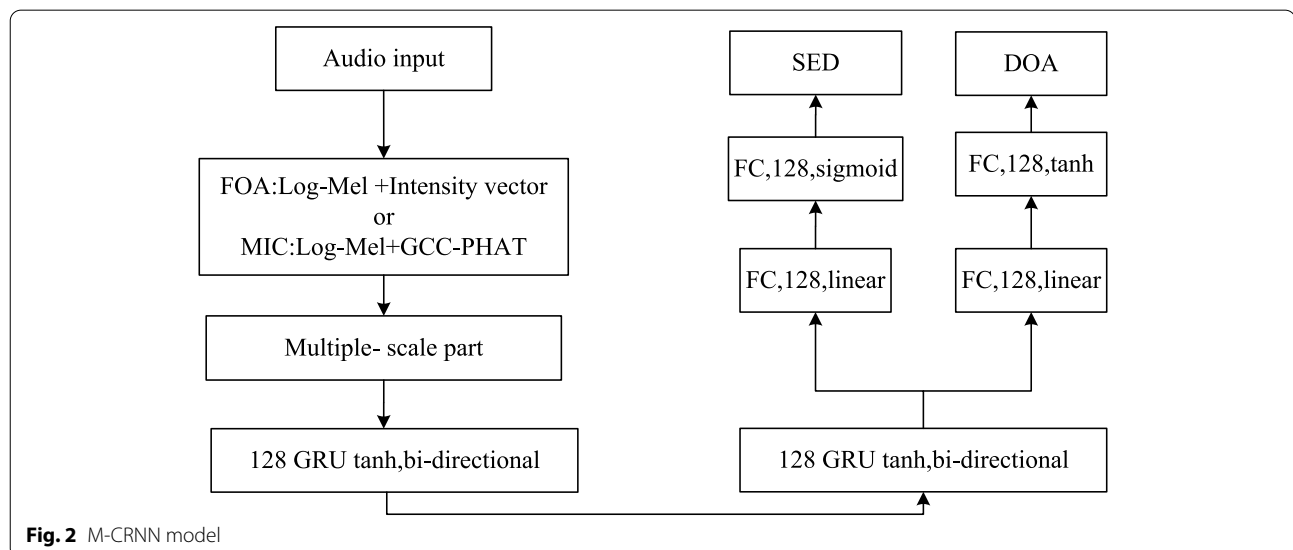 Audio input
FOA:Log-Mel +Intensity vector
or
MIC:Log-Mel+GCC-PHAT
Multiple- scale part
128 GRU tanh,bi-directional
SED
DOA
FC,128,sigmoid
FC,128,tanh
FC,128,linear
FC,128,linear
128 GRU tanh,bi-directional
Fig. 2 M-CRNN model